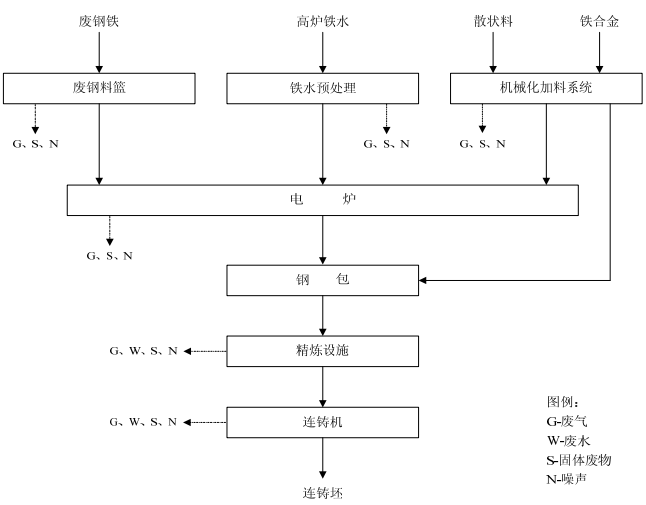 废钢铁
高炉铁水
散状料
铁合金
废钢料篮
铁水预处理
机械化加料系统
G、S、N
G、S、N
G、S、N
电 炉
G、S、N
钢 包
G、W、S、N
精炼设施
G、W、S、N
连铸机
连铸坯
图例：
G-废气
W-废水
S-固体废物
N-噪声